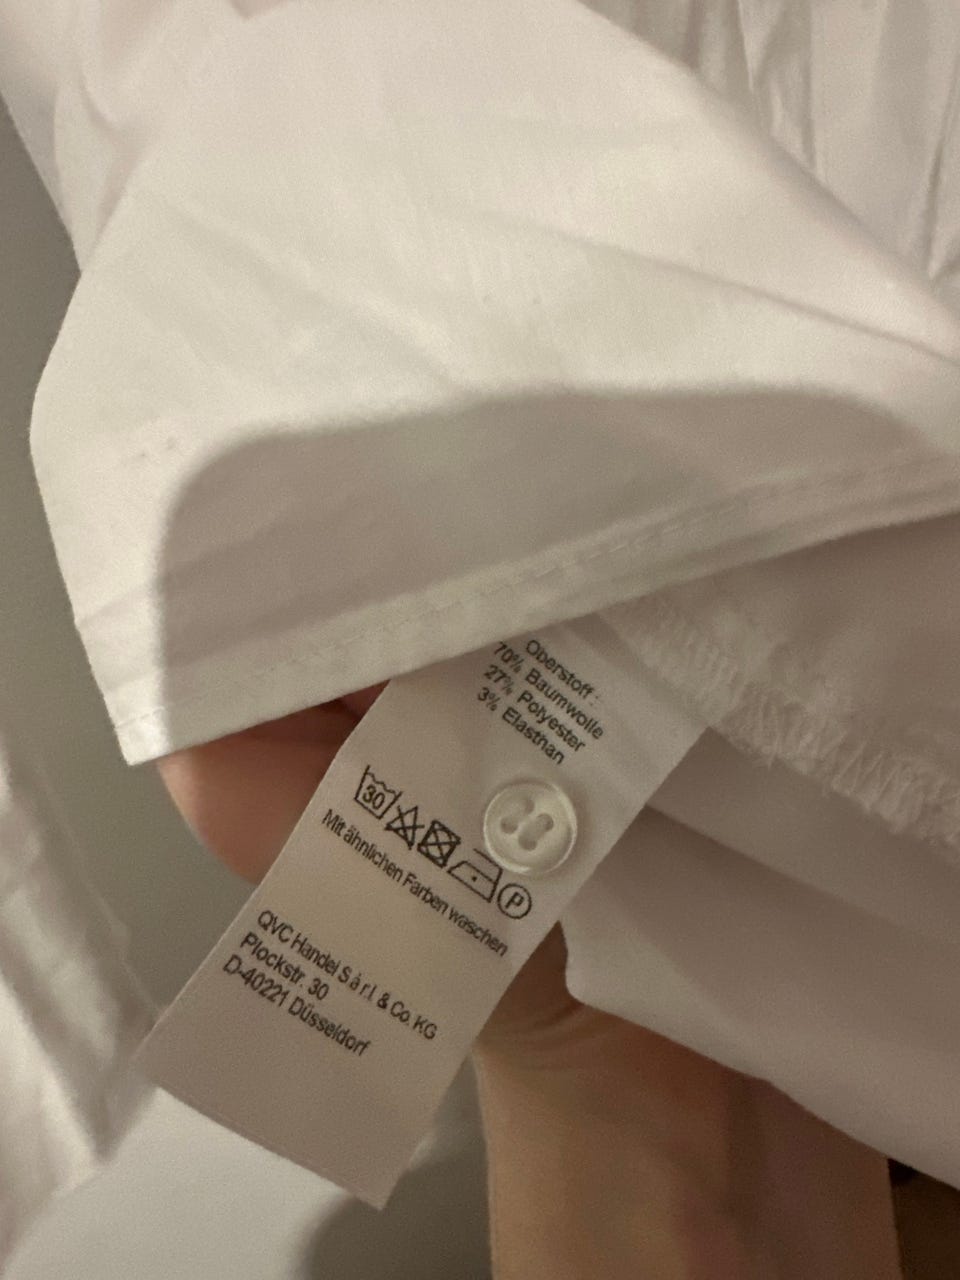 Oberstoff :
70% Baumwolle
27% Polyester
3% Elasthan
30 P
Mit ähnlichen Farben waschen
QVC Handel S.à r.l. & Co. KG
Plockstr. 30
D-40221 Düsseldorf